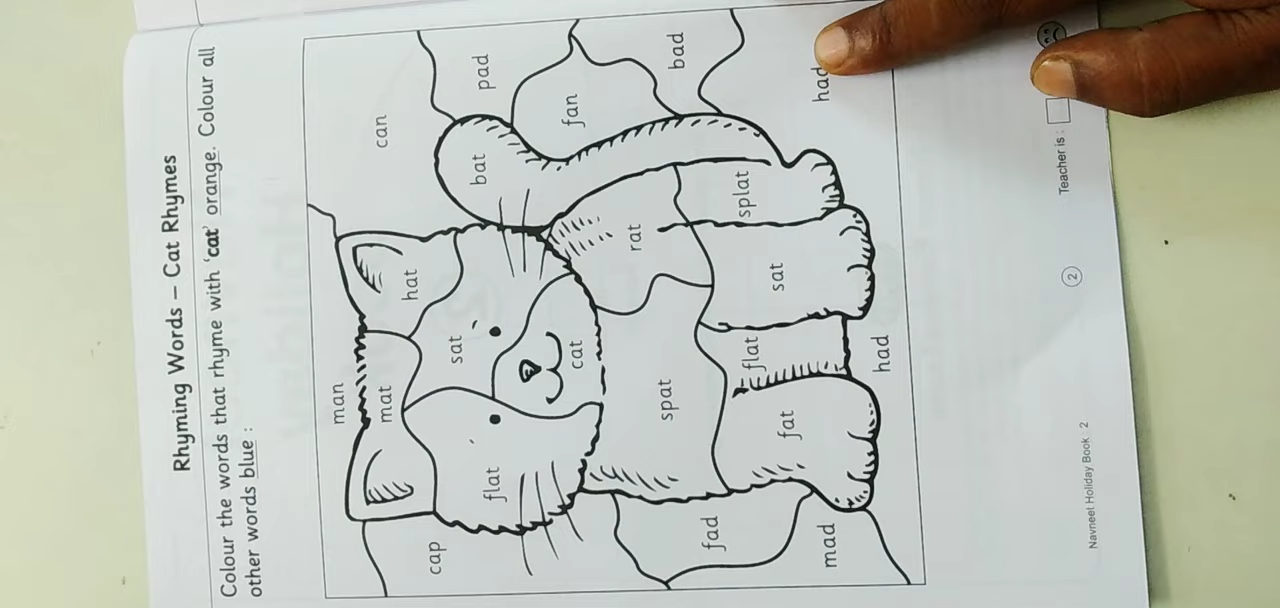 Rhyming Words – Cat Rhymes
Colour the words that rhyme with ‘cat’ orange. Colour all
other words blue :
man
can
mat
hat
cap
pad
flat
sat
bat
cat
fan
spat
rat
bad
fad
flat
splat
fat
sat
mad
had
had
Navneet Holiday Book : 2
2
Teacher is :